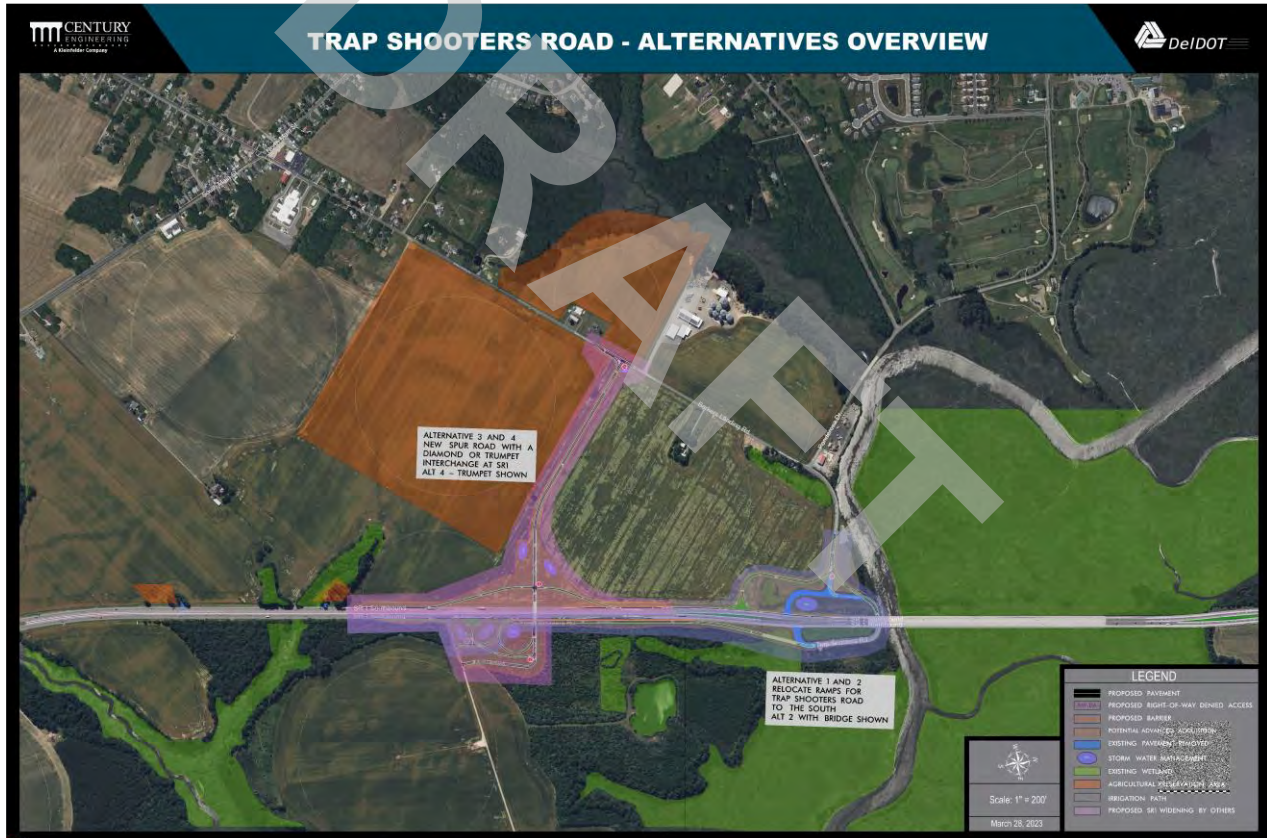 CENTURY
ENGINEERING
A Kleinfelder Company
TRAP SHOOTERS ROAD - ALTERNATIVES OVERVIEW
DelDOT
DRAFT
ALTERNATIVE 3 AND 4
NEW SPUR ROAD WITH A
DIAMOND OR TRUMPET
INTERCHANGE AT SR1
ALT 4 - TRUMPET SHOWN
ALTERNATIVE 1 AND 2
RELOCATE RAMPS FOR
TRAP SHOOTERS ROAD
TO THE SOUTH
ALT 2 WITH BRIDGE SHOWN
LEGEND
PROPOSED PAVEMENT
PROPOSED RIGHT-OF-WAY DENIED ACCESS
PROPOSED BARRIER
POTENTIAL ADVANCED ACQUISITION
EXISTING PAVEMENT REMOVED
STORM WATER MANAGEMENT
EXISTING WETLAND
AGRICULTURAL PRESERVATION AREA
IRRIGATION PATH
PROPOSED SR1 WIDENING BY OTHERS
Scale: 1" = 200'
March 28, 2023